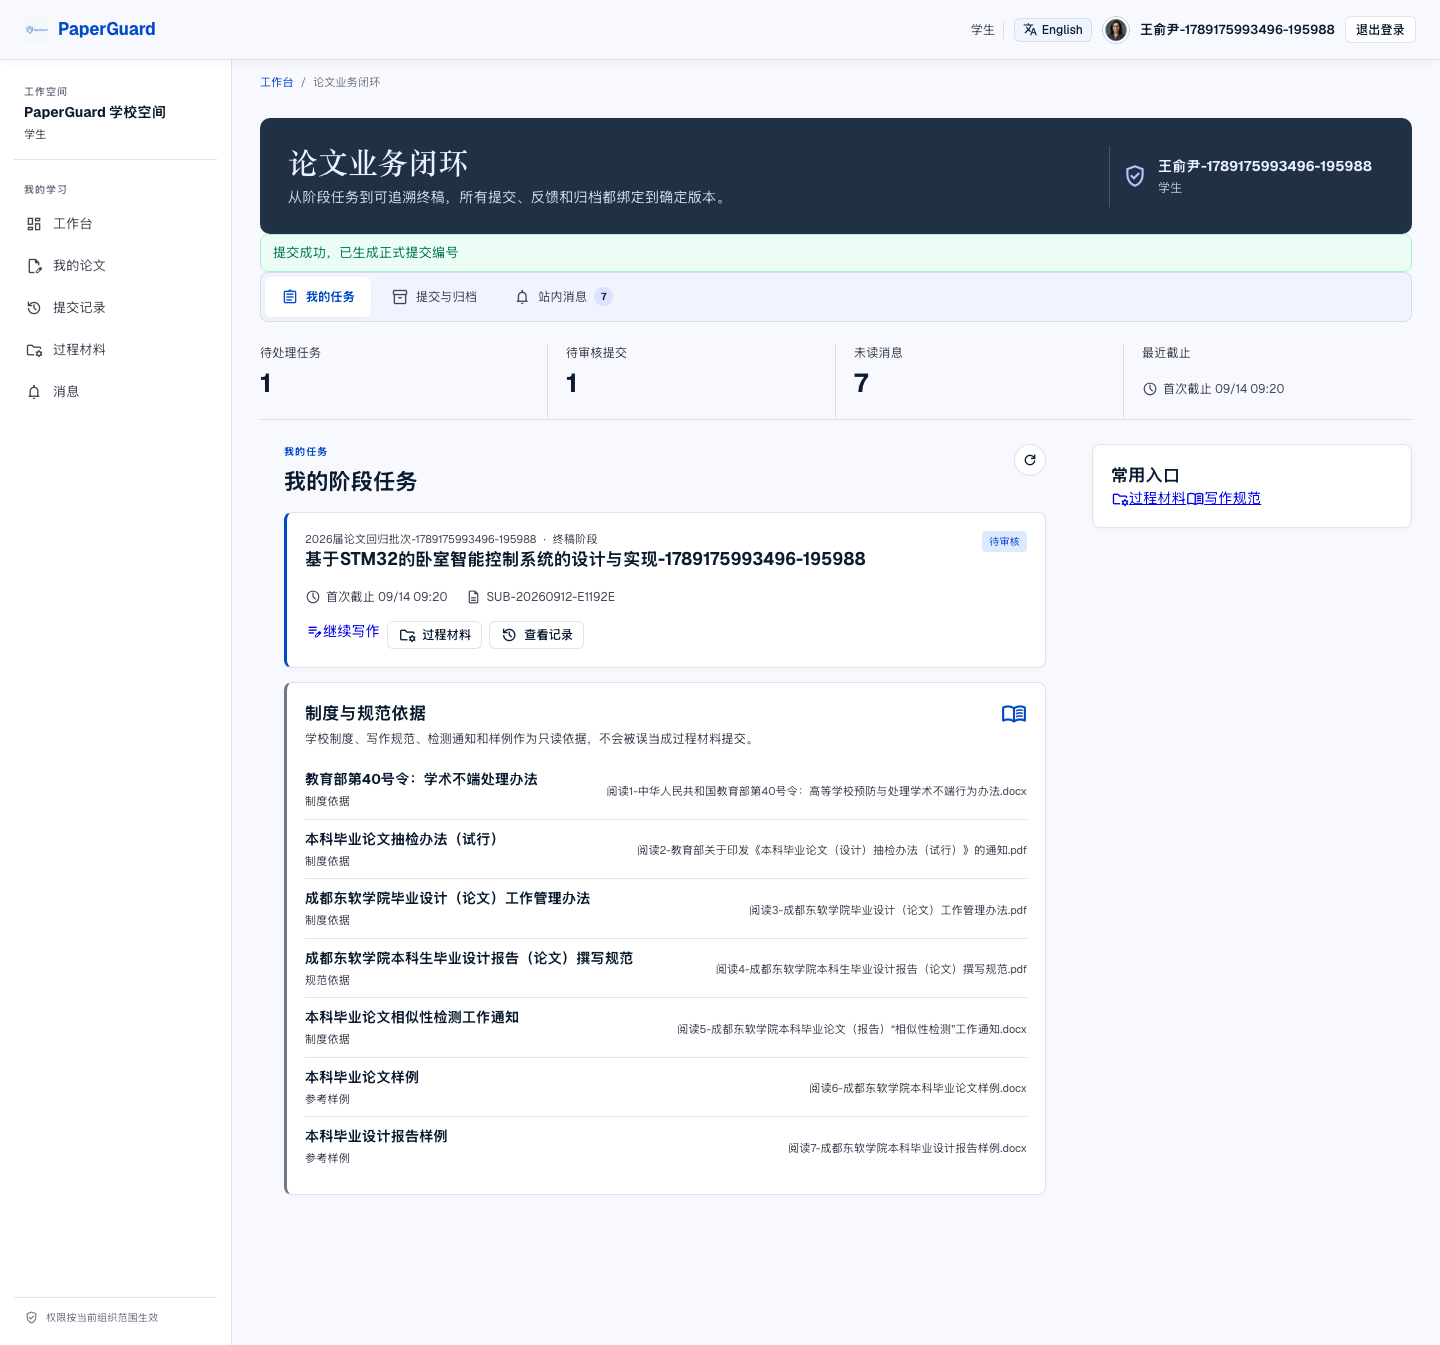 PaperGuard
学生
English
王俞尹-1789175993496-195988
退出登录
工作空间
PaperGuard 学校空间
学生
我的学习
工作台
我的论文
提交记录
过程材料
消息
权限按当前组织范围生效
工作台 / 论文业务闭环
论文业务闭环
从阶段任务到可追溯终稿，所有提交、反馈和归档都绑定到确定版本。
王俞尹-1789175993496-195988
学生
提交成功，已生成正式提交编号
我的任务
提交与归档
站内消息 7
待处理任务
1
待审核提交
1
未读消息
7
最近截止
首次截止 09/14 09:20
我的任务
我的阶段任务
2026届论文回归批次-1789175993496-195988 · 终稿阶段
待审核
基于STM32的卧室智能控制系统的设计与实现-1789175993496-195988
首次截止 09/14 09:20
SUB-20260912-E1192E
继续写作
过程材料
查看记录
制度与规范依据
学校制度、写作规范、检测通知和样例作为只读依据，不会被误当成过程材料提交。
教育部第40号令：学术不端处理办法
制度依据
阅读1-中华人民共和国教育部第40号令：高等学校预防与处理学术不端行为办法.docx
本科毕业论文抽检办法（试行）
制度依据
阅读2-教育部关于印发《本科毕业论文（设计）抽检办法（试行）》的通知.pdf
成都东软学院毕业设计（论文）工作管理办法
制度依据
阅读3-成都东软学院毕业设计（论文）工作管理办法.pdf
成都东软学院本科生毕业设计报告（论文）撰写规范
规范依据
阅读4-成都东软学院本科生毕业设计报告（论文）撰写规范.pdf
本科毕业论文相似性检测工作通知
制度依据
阅读5-成都东软学院本科毕业论文（报告）“相似性检测”工作通知.docx
本科毕业论文样例
参考样例
阅读6-成都东软学院本科毕业论文样例.docx
本科毕业设计报告样例
参考样例
阅读7-成都东软学院本科毕业设计报告样例.docx
常用入口
过程材料
写作规范